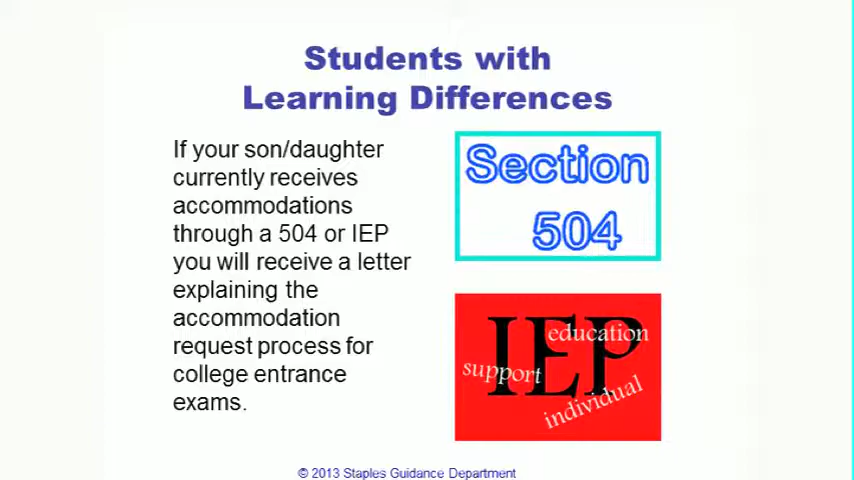 Students with
Learning Differences
If your son/daughter
currently receives
accommodations
through a 504 or IEP
you will receive a letter
explaining the
accommodation
request process for
college entrance
exams.
Section
504
IEP
education
support
individual
© 2013 Staples Guidance Department